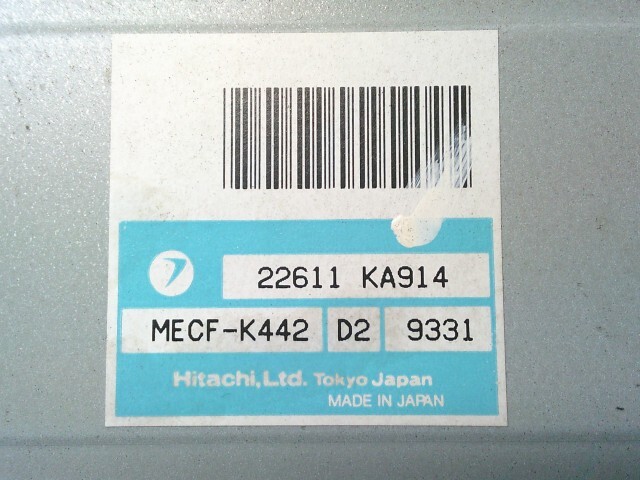 22611 KA914
MECF-K442 D2 9331
Hitachi,Ltd. Tokyo Japan
MADE IN JAPAN